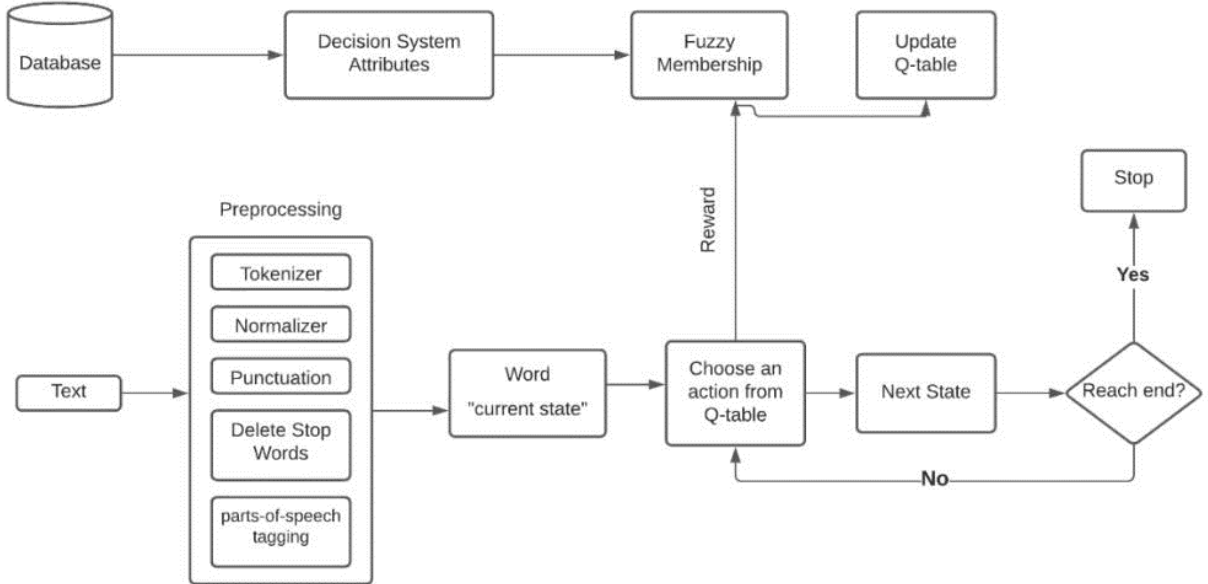 Database
Decision System
Attributes
Fuzzy
Membership
Update
Q-table
Stop
Preprocessing
Reward
Yes
Tokenizer
Normalizer
Punctuation
Delete Stop
Words
parts-of-speech
tagging
Text
Word
"current state"
Choose an
action from
Q-table
Next State
Reach end?
No